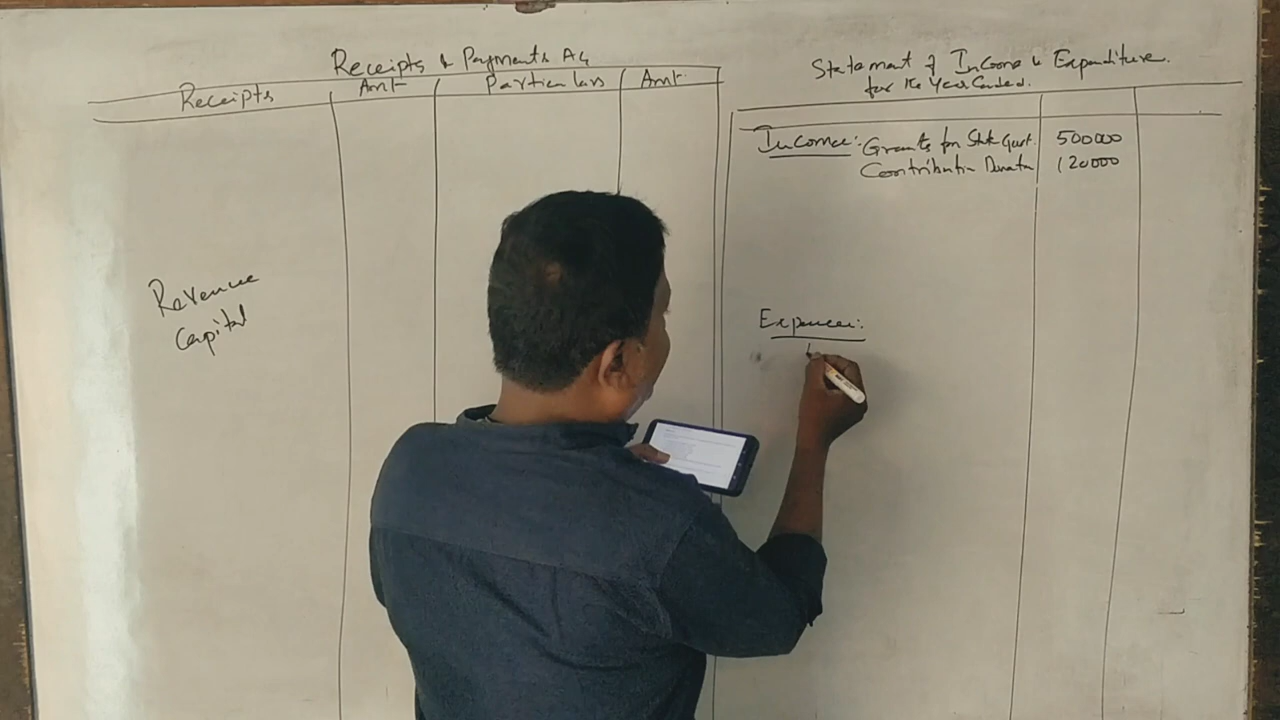 Receipts & Payments A/c
Receipts Amt Particulars Amt
Revenue
Capital
Statement of Income & Expenditure
for the Year Ended.
Income: Grants for State Govt. 500000
Contribution Donation 120000
Expences: